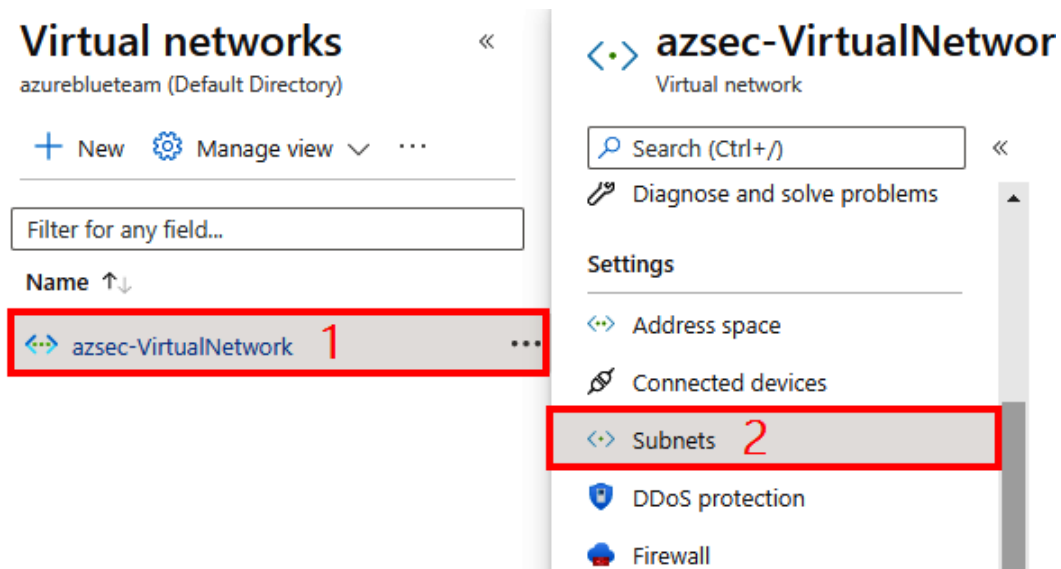 Virtual networks
azureblueteam (Default Directory)
New Manage view
Filter for any field...
Name
azsec-VirtualNetwork 1
azsec-VirtualNetwor
Virtual network
Search (Ctrl+/)
Diagnose and solve problems
Settings
Address space
Connected devices
Subnets 2
DDoS protection
Firewall